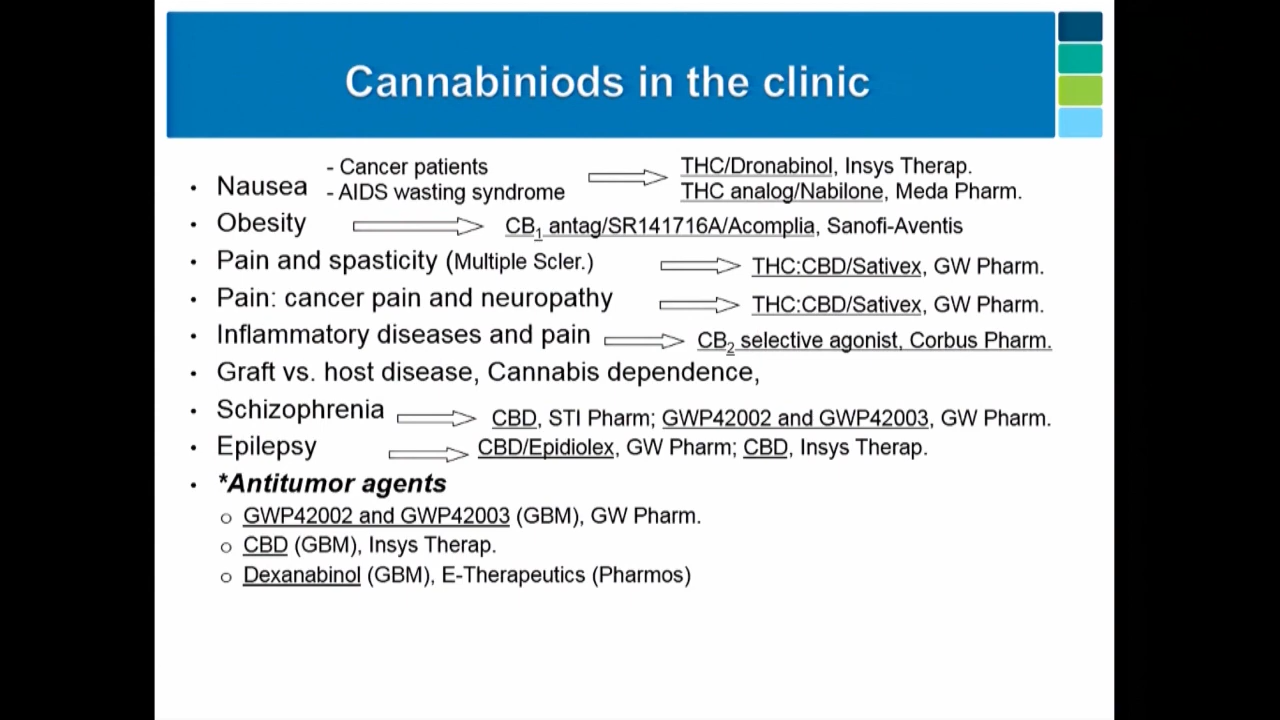 Cannabiniods in the clinic
- Cancer patients THC/Dronabinol, Insys Therap.
• Nausea - AIDS wasting syndrome THC analog/Nabilone, Meda Pharm.
• Obesity CB1 antag/SR141716A/Acomplia, Sanofi-Aventis
• Pain and spasticity (Multiple Scler.) THC:CBD/Sativex, GW Pharm.
• Pain: cancer pain and neuropathy THC:CBD/Sativex, GW Pharm.
• Inflammatory diseases and pain CB2 selective agonist, Corbus Pharm.
• Graft vs. host disease, Cannabis dependence,
• Schizophrenia CBD, STI Pharm; GWP42002 and GWP42003, GW Pharm.
• Epilepsy CBD/Epidiolex, GW Pharm; CBD, Insys Therap.
• *Antitumor agents
o GWP42002 and GWP42003 (GBM), GW Pharm.
o CBD (GBM), Insys Therap.
o Dexanabinol (GBM), E-Therapeutics (Pharmos)